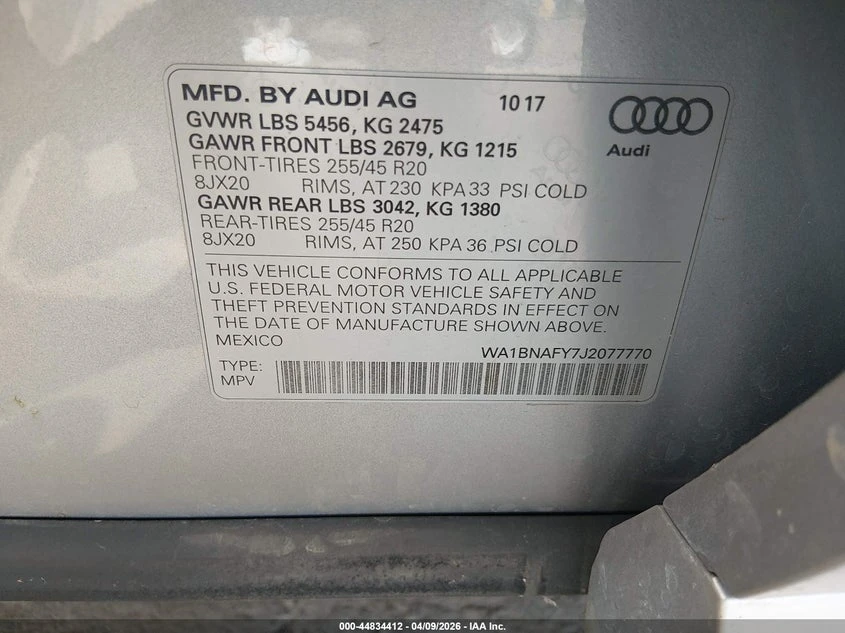 MFD. BY AUDI AG 1017
GVWR LBS 5456, KG 2475
GAWR FRONT LBS 2679, KG 1215
Audi
FRONT-TIRES 255/45 R20
8JX20 RIMS, AT 230 KPA 33 PSI COLD
GAWR REAR LBS 3042, KG 1380
REAR-TIRES 255/45 R20
8JX20 RIMS, AT 250 KPA 36 PSI COLD
THIS VEHICLE CONFORMS TO ALL APPLICABLE
U.S. FEDERAL MOTOR VEHICLE SAFETY AND
THEFT PREVENTION STANDARDS IN EFFECT ON
THE DATE OF MANUFACTURE SHOWN ABOVE.
MEXICO
WA1BNAFY7J2077770
TYPE:
MPV
000-44834412 - 04/09/2026 - IAA Inc.